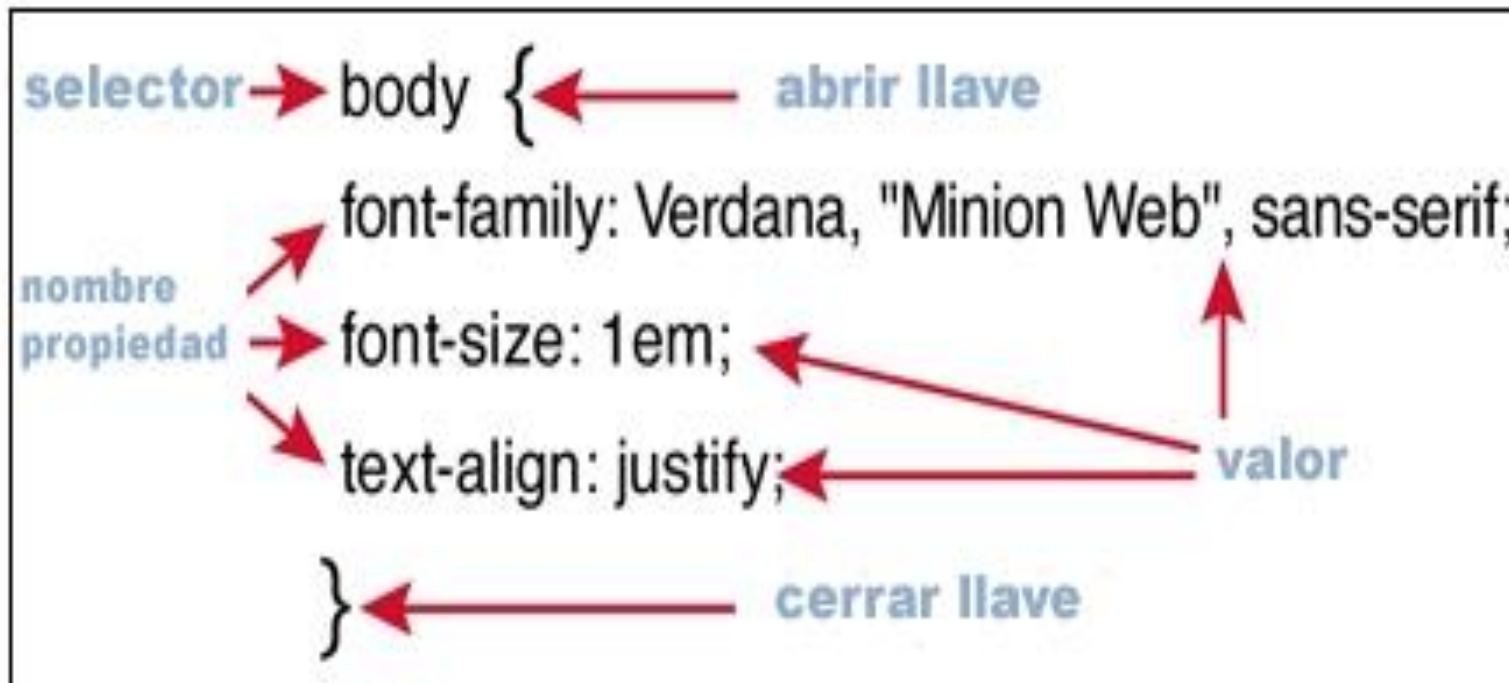 selector body { abrir llave
font-family: Verdana, "Minion Web", sans-serif;
nombre
propiedad font-size: 1em;
text-align: justify; valor
} cerrar llave